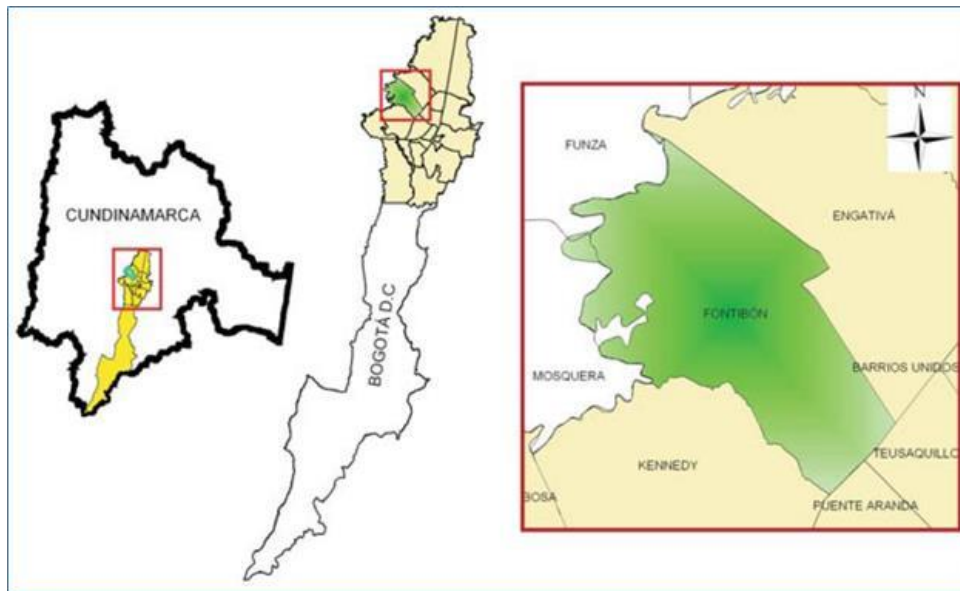 CUNDINAMARCA
BOGOTÁ D.C
N
FUNZA
ENGATIVÁ
FONTIBÓN
BARRIOS UNIDOS
MOSQUERA
TEUSAQUILLO
KENNEDY
BOSA
PUENTE ARANDA